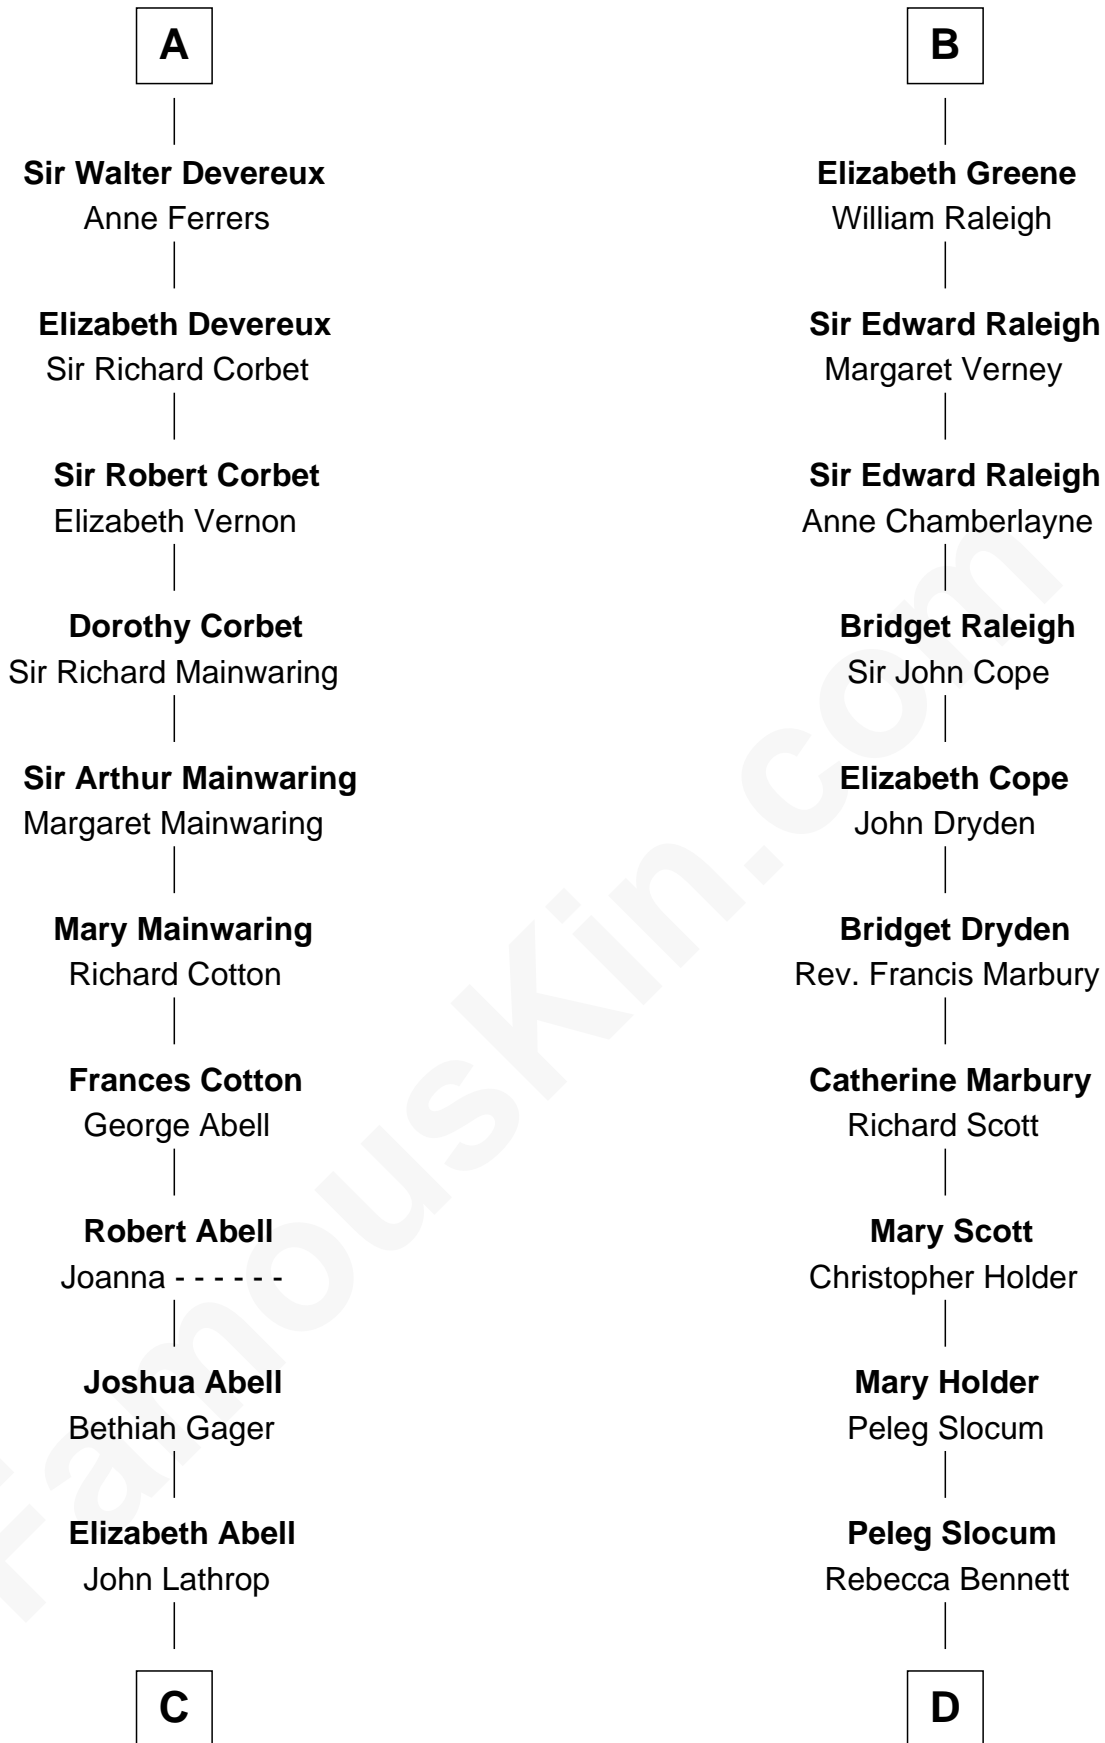 A
Sir Walter Devereux
Anne Ferrers
Elizabeth Devereux
Sir Richard Corbet
Sir Robert Corbet
Elizabeth Vernon
Dorothy Corbet
Sir Richard Mainwaring
Sir Arthur Mainwaring
Margaret Mainwaring
Mary Mainwaring
Richard Cotton
Frances Cotton
George Abell
Robert Abell
Joanna - - - - - -
Joshua Abell
Bethiah Gager
Elizabeth Abell
John Lathrop
C
B
Elizabeth Greene
William Raleigh
Sir Edward Raleigh
Margaret Verney
Sir Edward Raleigh
Anne Chamberlayne
Bridget Raleigh
Sir John Cope
Elizabeth Cope
John Dryden
Bridget Dryden
Rev. Francis Marbury
Catherine Marbury
Richard Scott
Mary Scott
Christopher Holder
Mary Holder
Peleg Slocum
Peleg Slocum
Rebecca Bennett
D
FamousKin.com